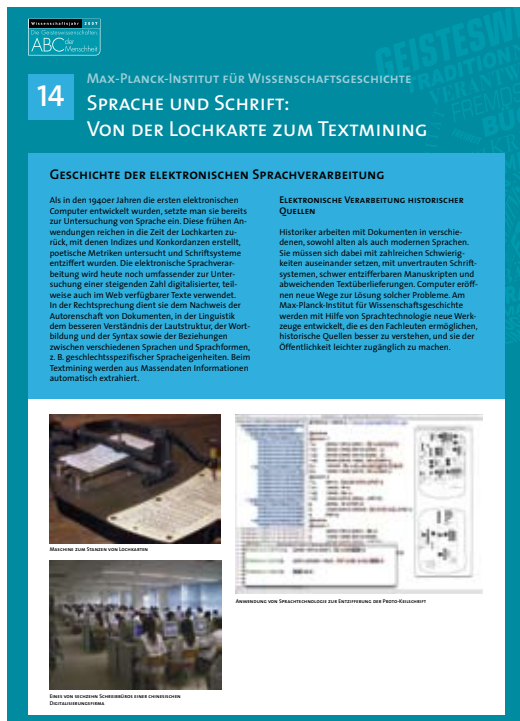 Wissenschaftsjahr 2007
Die Geisteswissenschaften
ABC der Menschheit
14
Max-Planck-Institut für Wissenschaftsgeschichte
Sprache und Schrift:
Von der Lochkarte zum Textmining
Geschichte der elektronischen Sprachverarbeitung
Als in den 1940er Jahren die ersten elektronischen
Computer entwickelt wurden, setzte man sie bereits
zur Untersuchung von Sprache ein. Diese frühen An-
wendungen reichen in die Zeit der Lochkarten zu-
rück, mit denen Indizes und Konkordanzen erstellt,
poetische Metriken untersucht und Schriftsysteme
entziffert wurden. Die elektronische Sprachverar-
beitung wird heute noch umfassender zur Unter-
suchung einer steigenden Zahl digitalisierter, teil-
weise auch im Web verfügbarer Texte verwendet.
In der Rechtsprechung dient sie dem Nachweis der
Autorenschaft von Dokumenten, in der Linguistik
dem besseren Verständnis der Lautstruktur, der Wort-
bildung und der Syntax sowie der Beziehungen
zwischen verschiedenen Sprachen und Sprachformen,
z. B. geschlechtsspezifischer Spracheigenheiten. Beim
Textmining werden aus Massendaten Informationen
automatisch extrahiert.
Elektronische Verarbeitung historischer
Quellen
Historiker arbeiten mit Dokumenten in verschie-
denen, sowohl alten als auch modernen Sprachen.
Sie müssen sich dabei mit zahlreichen Schwierig-
keiten auseinander setzen, mit unvertrauten Schrift-
systemen, schwer entzifferbaren Manuskripten und
abweichenden Textüberlieferungen. Computer eröff-
nen neue Wege zur Lösung solcher Probleme. Am
Max-Planck-Institut für Wissenschaftsgeschichte
werden mit Hilfe von Sprachtechnologie neue Werk-
zeuge entwickelt, die es den Fachleuten ermöglichen,
historische Quellen besser zu verstehen, und sie der
Öffentlichkeit leichter zugänglich zu machen.
Maschine zum Stanzen von Lochkarten
Anwendung von Sprachtechnologie zur Entzifferung der Proto-Keilschrift
Eines von sechzehn Schreibbüros einer chinesischen
Digitalisierungsfirma